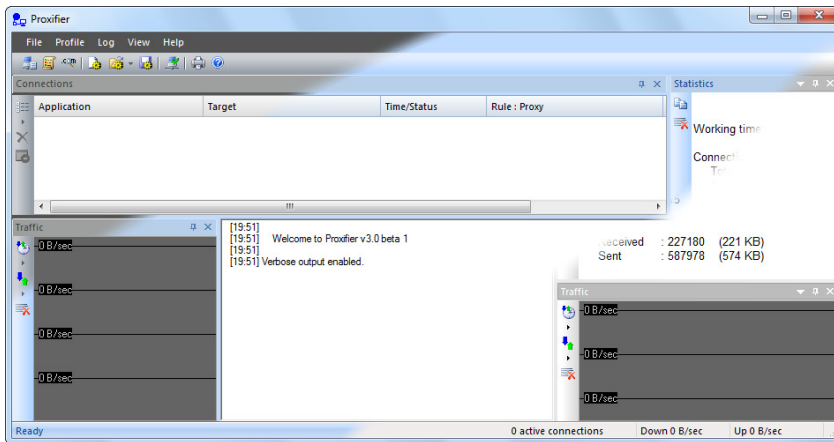 Proxifier
File Profile Log View Help
Connections
Statistics
Application Target Time/Status Rule : Proxy
Working time
Traffic
[19:51]
[19:51] Welcome to Proxifier v3.0 beta 1
[19:51]
[19:51] Verbose output enabled.
0 B/sec
0 B/sec
0 B/sec
0 B/sec
Received : 227180 (221 KB)
Sent : 587978 (574 KB)
Traffic
0 B/sec
0 B/sec
0 B/sec
Ready 0 active connections Down 0 B/sec Up 0 B/sec